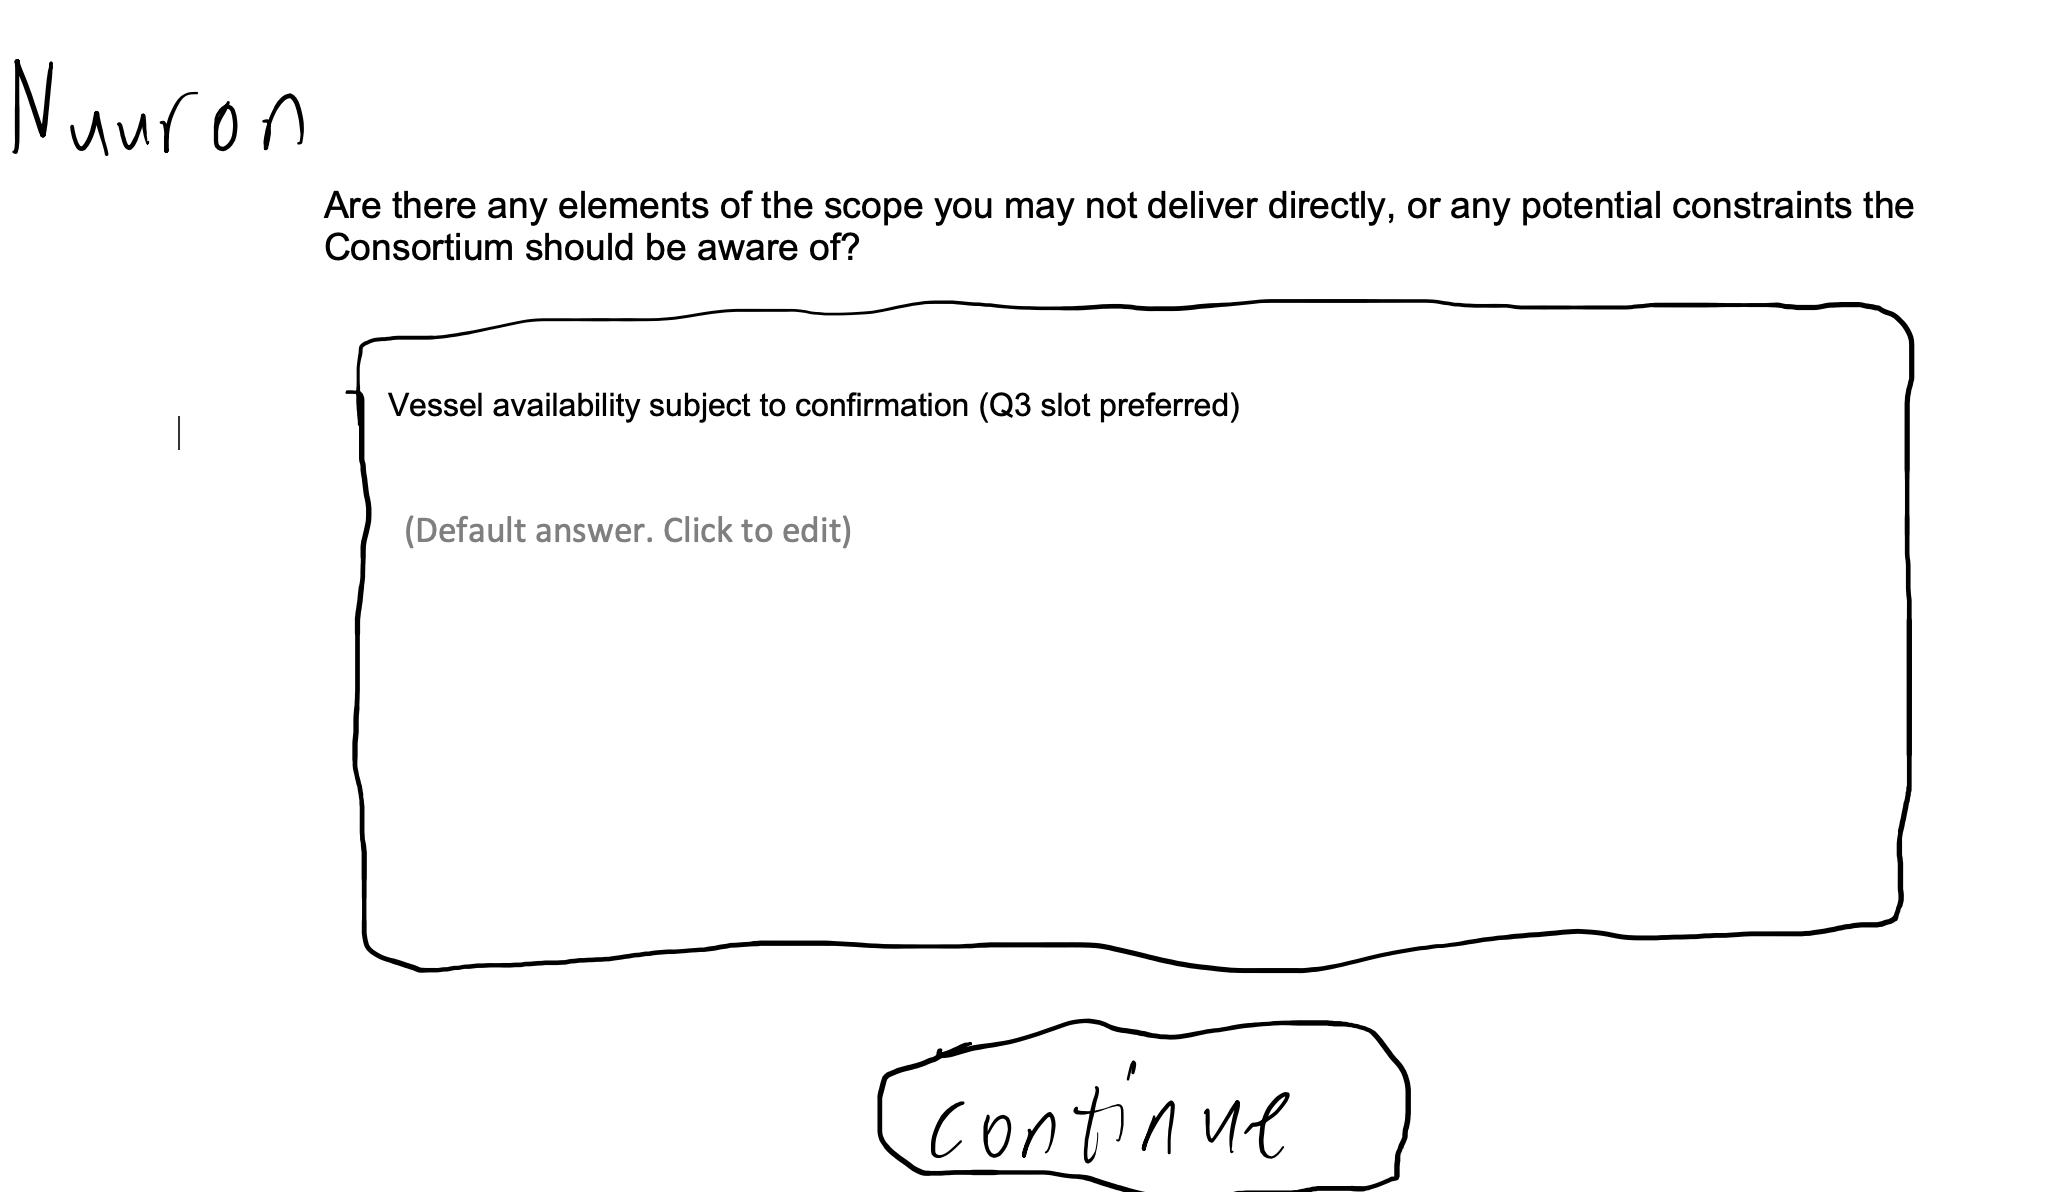 Nuuron
Are there any elements of the scope you may not deliver directly, or any potential constraints the
Consortium should be aware of?
Vessel availability subject to confirmation (Q3 slot preferred)
(Default answer. Click to edit)
continue